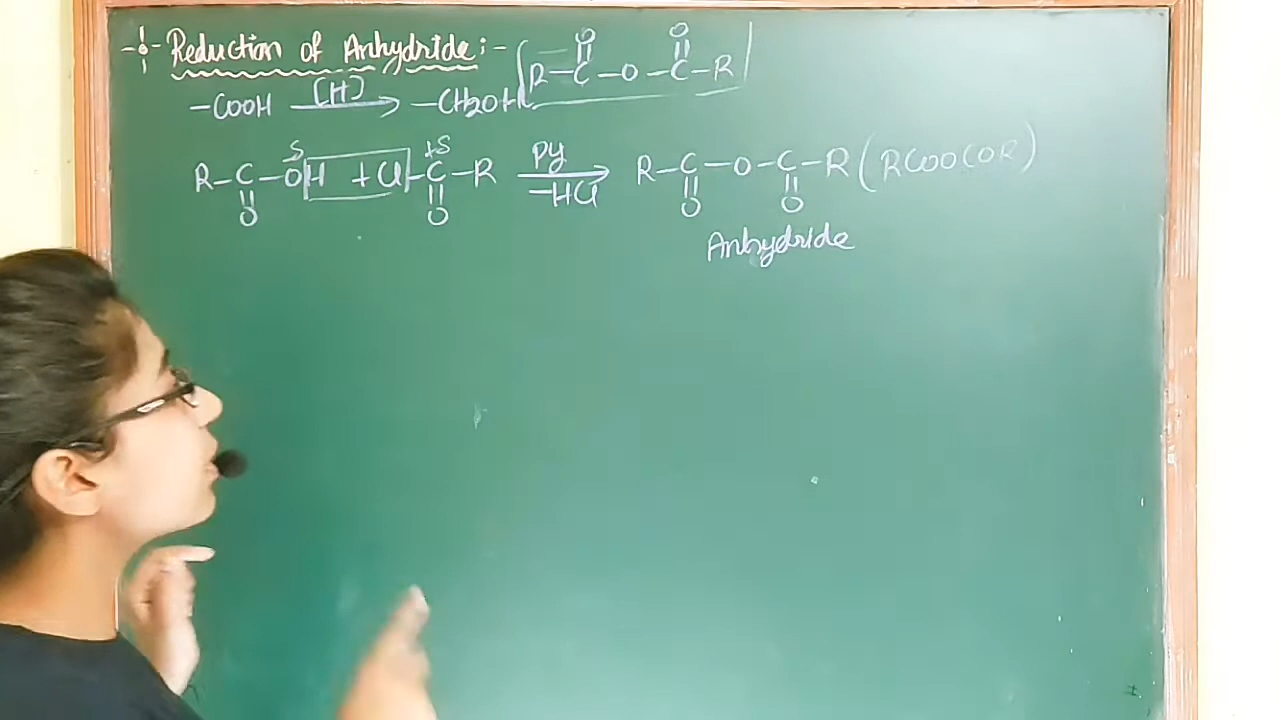 Reduction of Anhydride :-
O O
|| ||
R-C-O-C-R
-COOH [H] → -CH2OH
R-C-OH + Cl-C-R Py → -HCl R-C-O-C-R (RCOOCOR)
δ- δ+
|| || || ||
O O O O
Anhydride